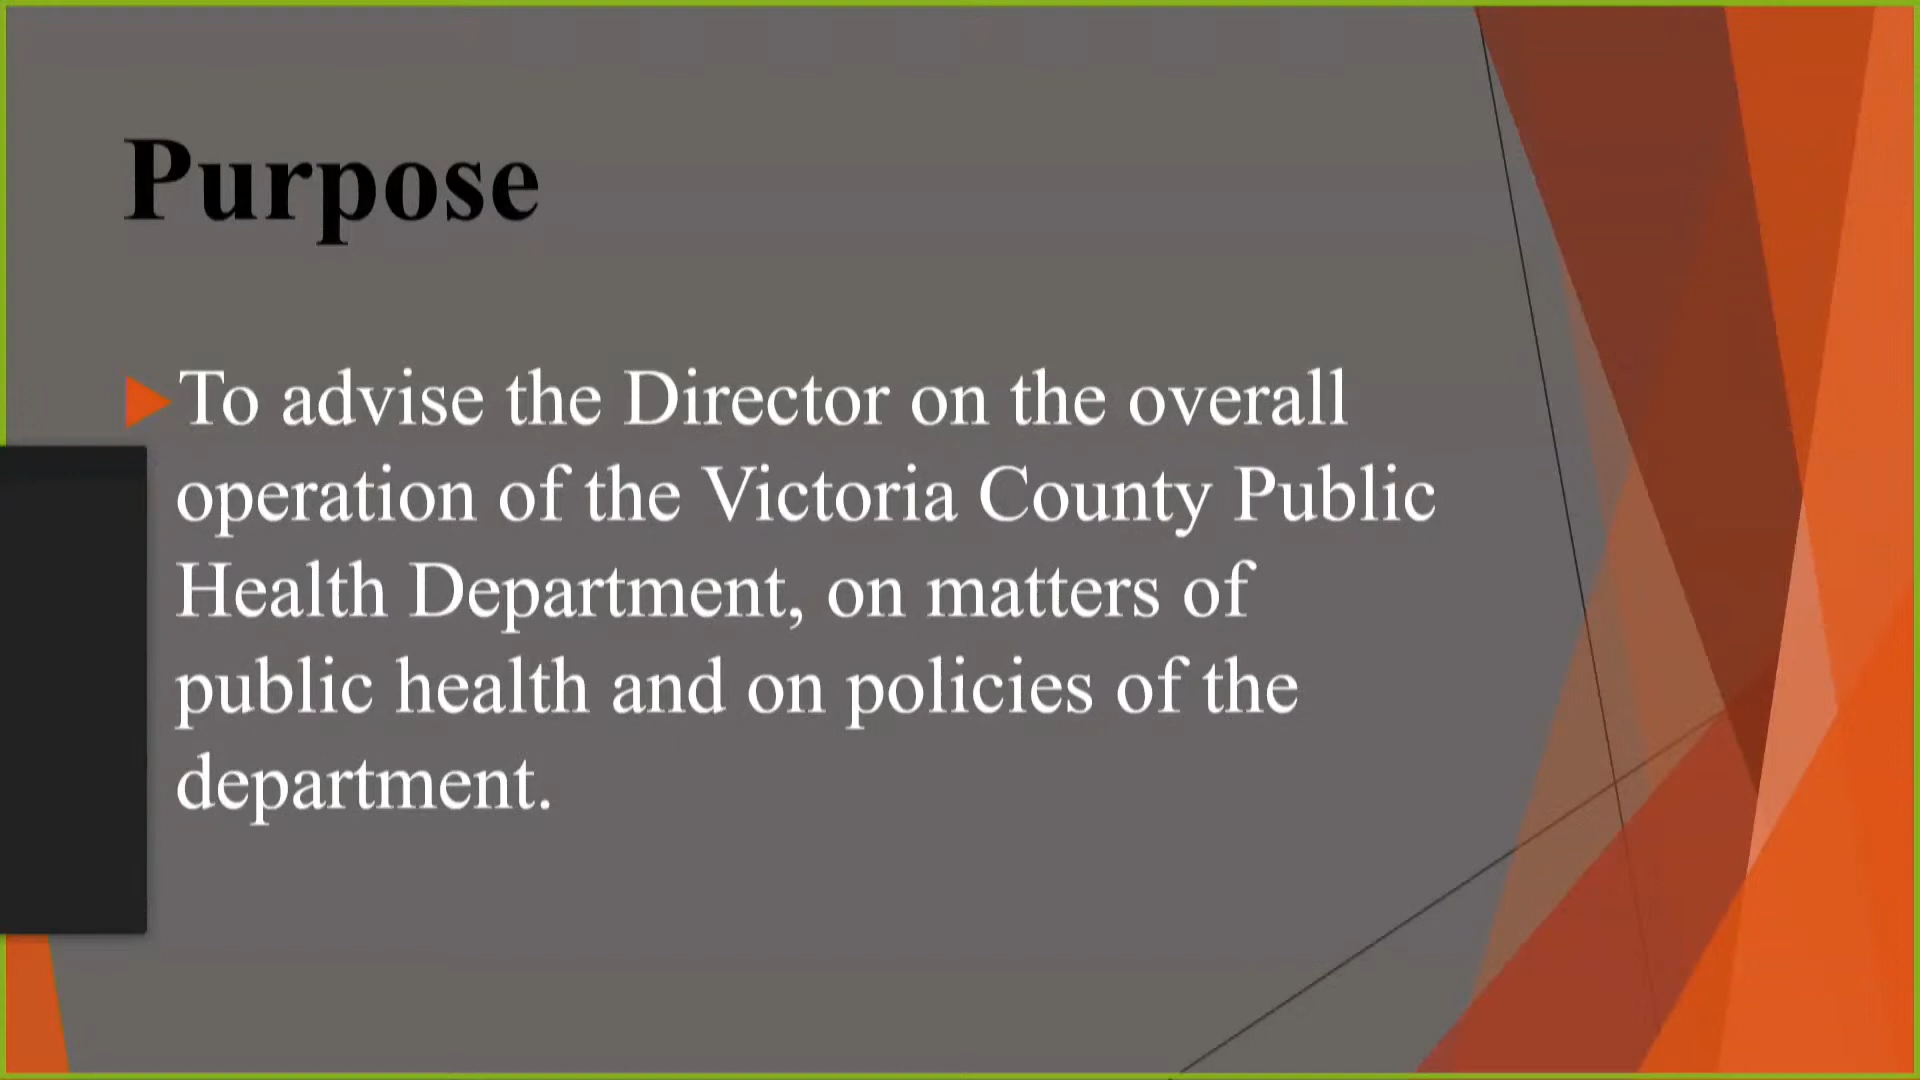 Purpose
To advise the Director on the overall
operation of the Victoria County Public
Health Department, on matters of
public health and on policies of the
department.